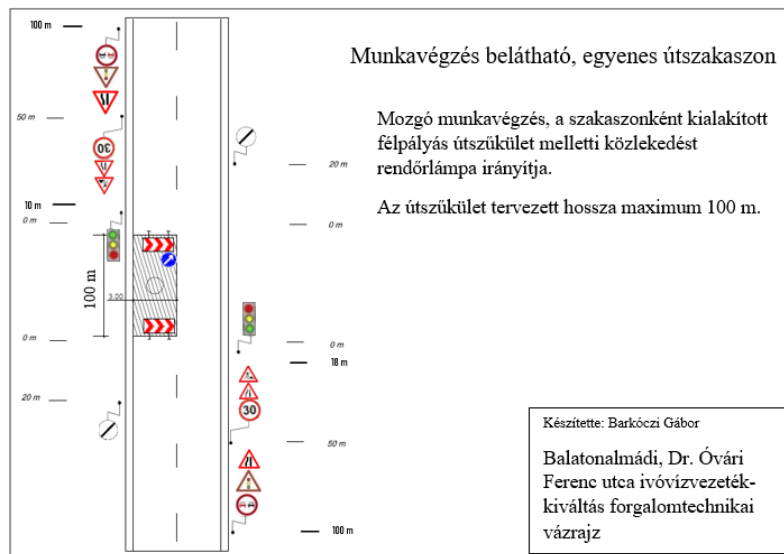 100 m
Munkavégzés belátható, egyenes útszakaszon
50 m
Mozgó munkavégzés, a szakaszonként kialakított
félpályás útszűkület melletti közlekedést
rendőrlámpa irányítja.
30
20 m
10 m
0 m
Az útszűkület tervezett hossza maximum 100 m.
0 m
100 m
3.00
0 m
0 m
18 m
20 m
30
50 m
100 m
Készítette: Barkóczi Gábor
Balatonalmádi, Dr. Óvári
Ferenc utca ivóvízvezeték-
kiváltás forgalomtechnikai
vázrajz